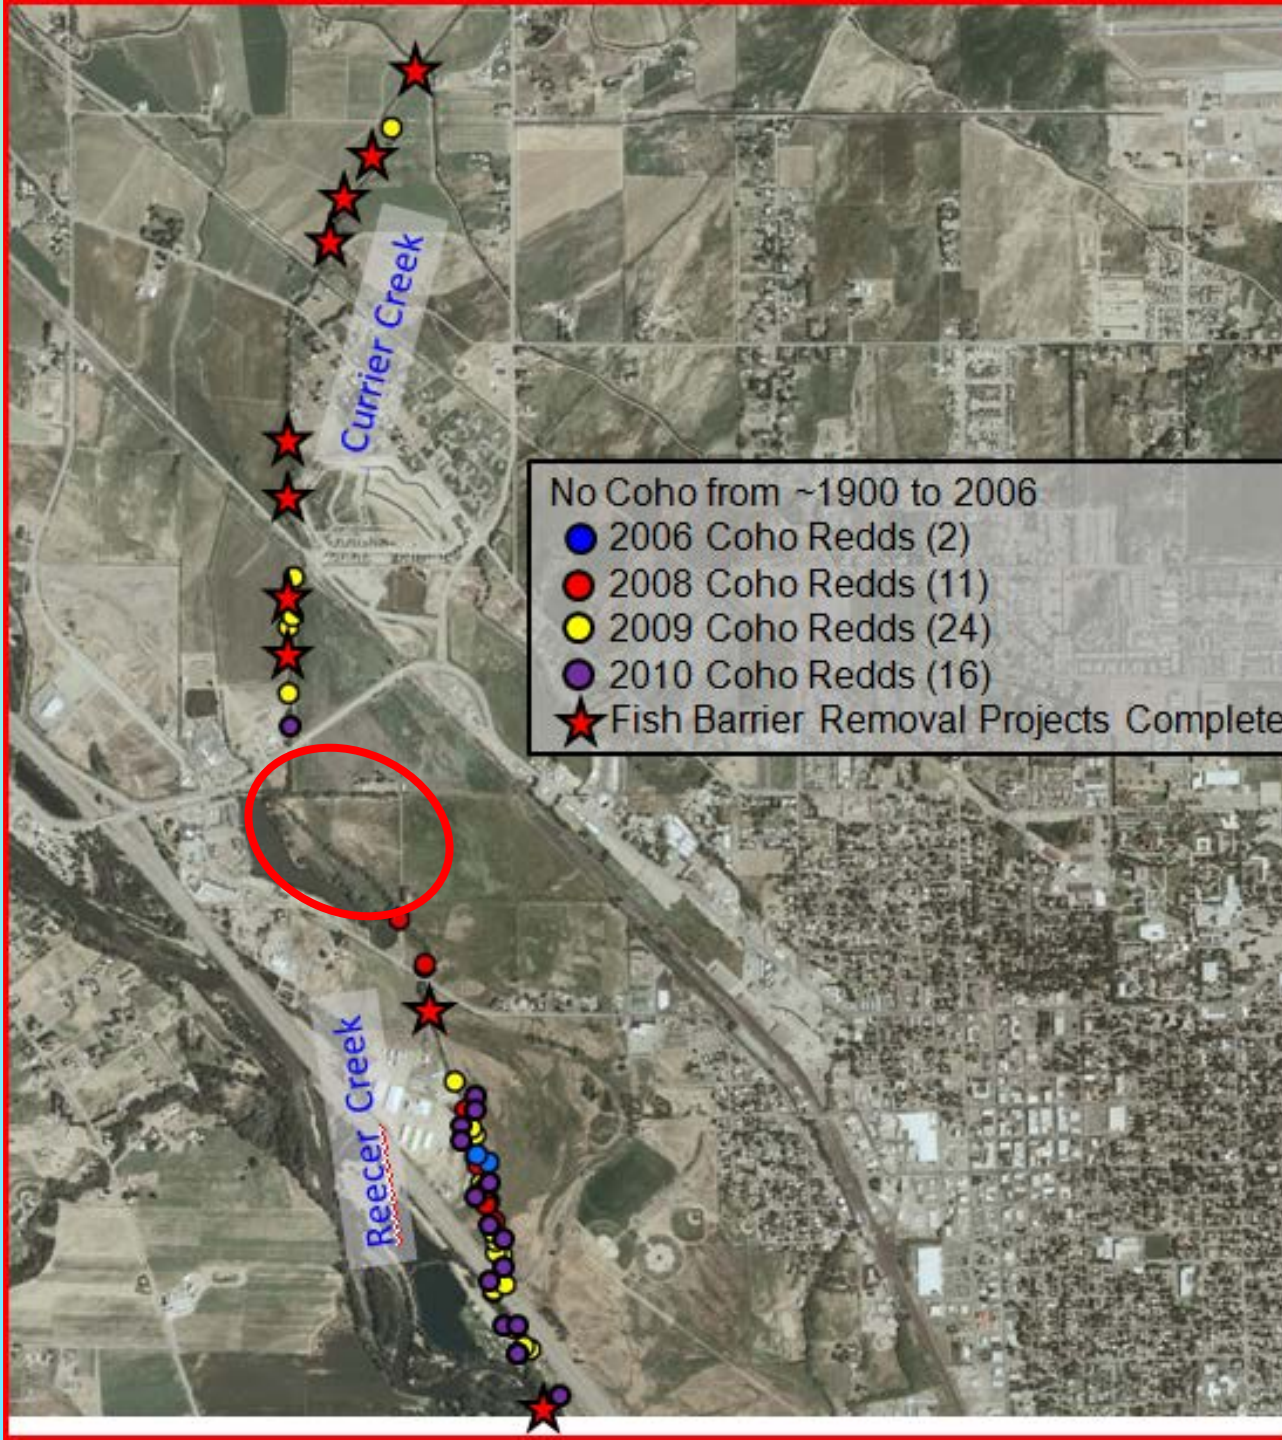 Currier Creek
No Coho from ~1900 to 2006
2006 Coho Redds (2)
2008 Coho Redds (11)
2009 Coho Redds (24)
2010 Coho Redds (16)
Fish Barrier Removal Projects Complete
Reecer Creek